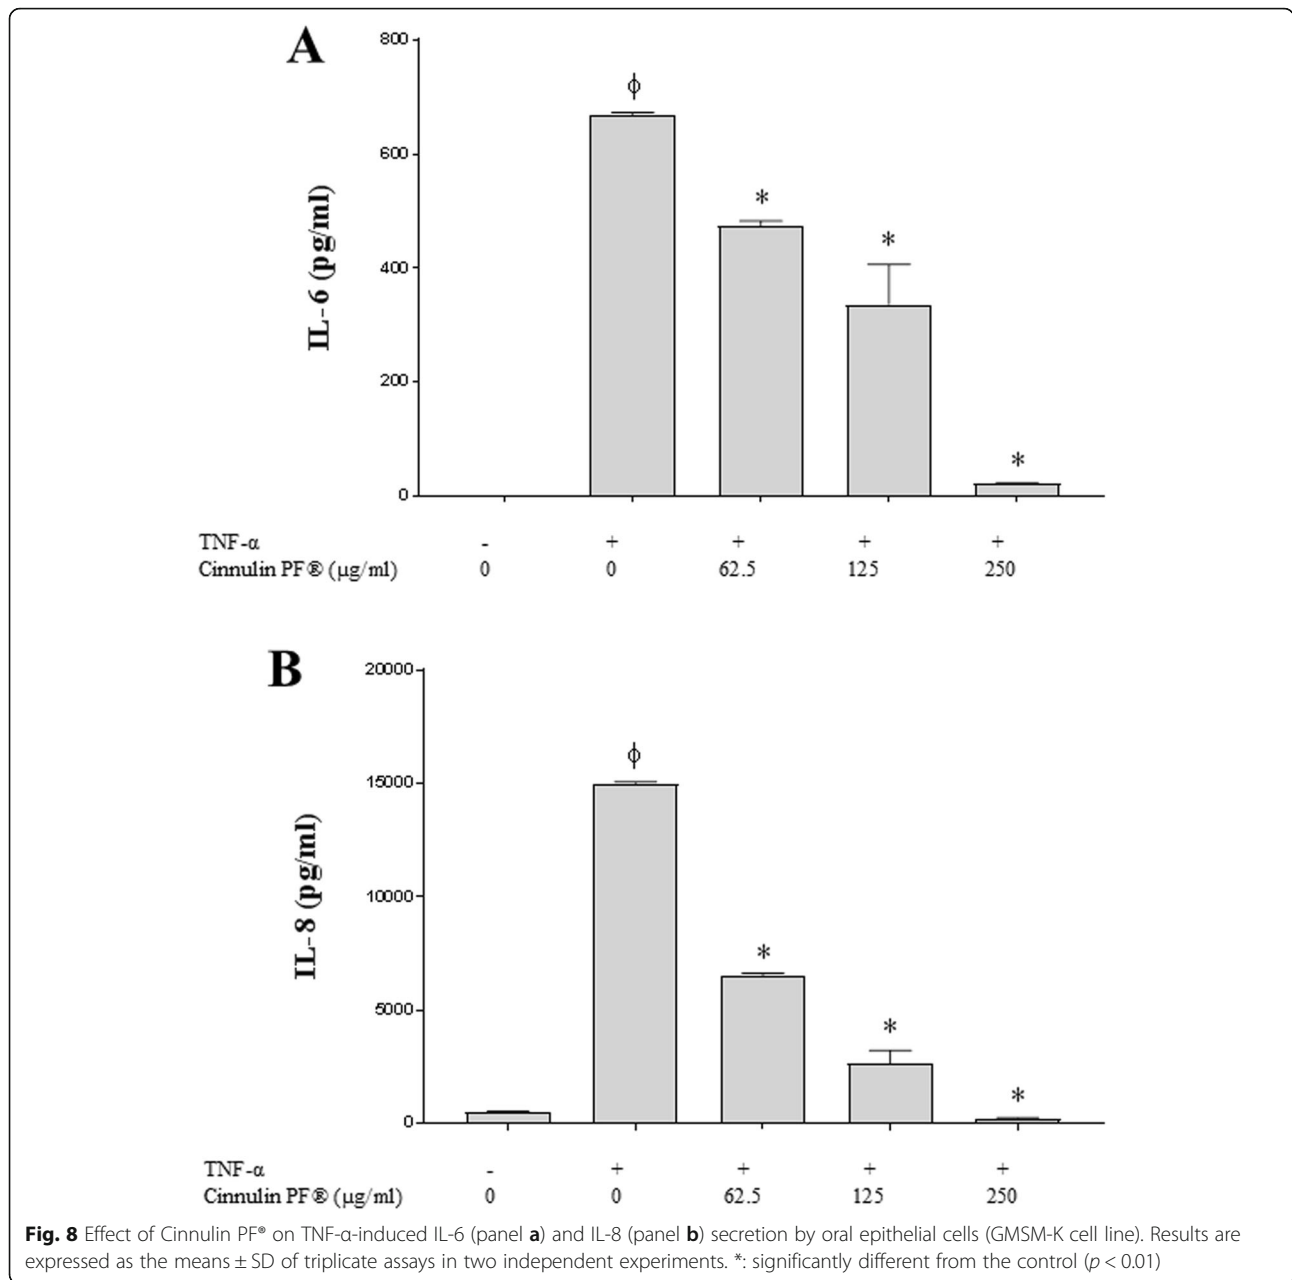 A
800
ϕ
600
*
*
IL-6 (pg/ml)
400
200
*
0
TNF-α - + + + +
Cinnulin PF® (µg/ml) 0 0 62.5 125 250
B
20000
ϕ
15000
IL-8 (pg/ml)
10000
*
5000
*
*
0
TNF-α - + + + +
Cinnulin PF® (µg/ml) 0 0 62.5 125 250
Fig. 8 Effect of Cinnulin PF® on TNF-α-induced IL-6 (panel a) and IL-8 (panel b) secretion by oral epithelial cells (GMSM-K cell line). Results are
expressed as the means ± SD of triplicate assays in two independent experiments. *: significantly different from the control (p < 0.01)